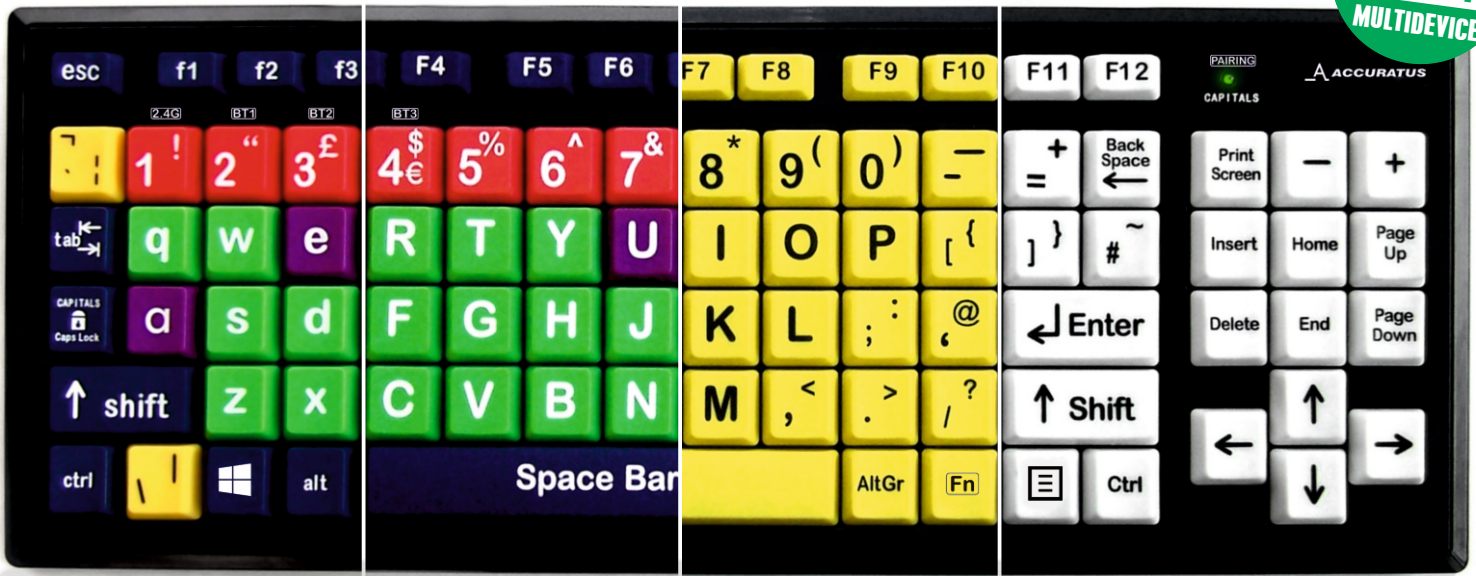 MULTIDEVICE
esc f1 f2 f3 F4 F5 F6 F7 F8 F9 F10 F11 F12
PAIRING
CAPITALS
ACCURATUS
2.4G BT1 BT2 BT3
¬ ` ¦ 1 ! 2 “ 3 £ 4 $ € 5 % 6 ^ 7 & 8 * 9 ( 0 ) — - + = Back Space ← Print Screen — +
tab q w e R T Y U I O P [ { ] } # ~ Insert Home Page Up
CAPITALS
Caps Lock
a s d F G H J K L ; : ‘ @ Enter Delete End Page Down
↑ shift z x C V B N M , < . > / ? ↑ Shift ↑
ctrl \ | alt Space Bar AltGr Fn Ctrl ← ↓ →